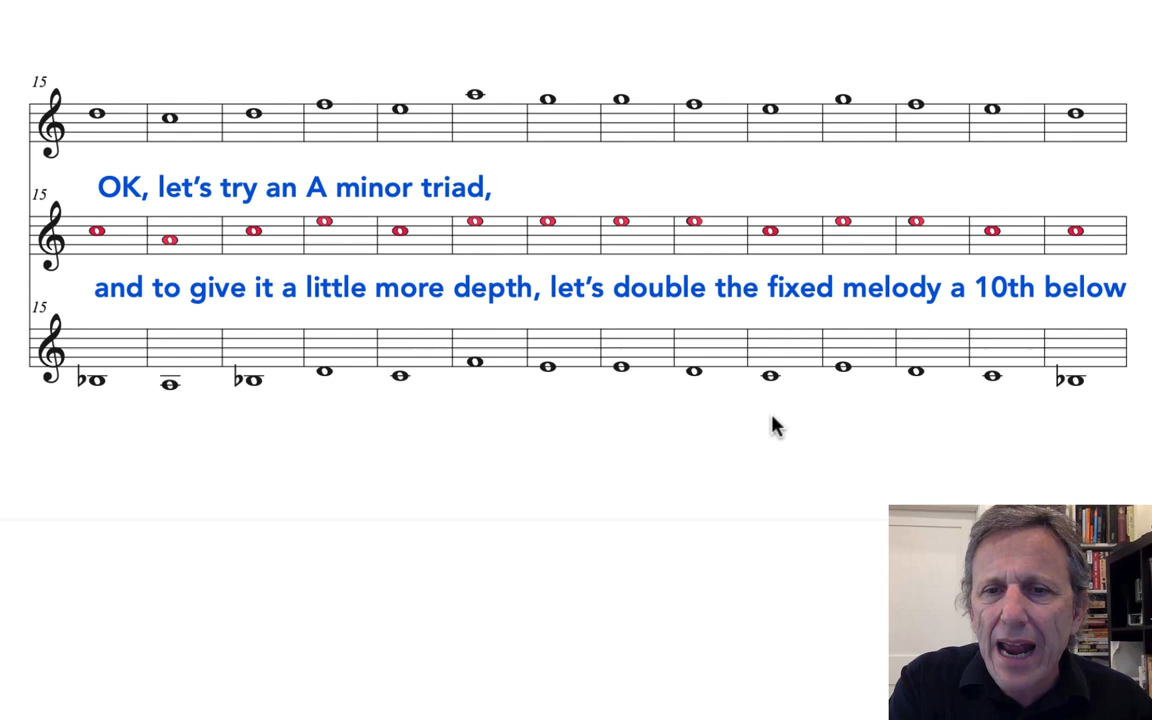 15
OK, let's try an A minor triad,
15
and to give it a little more depth, let's double the fixed melody a 10th below
15